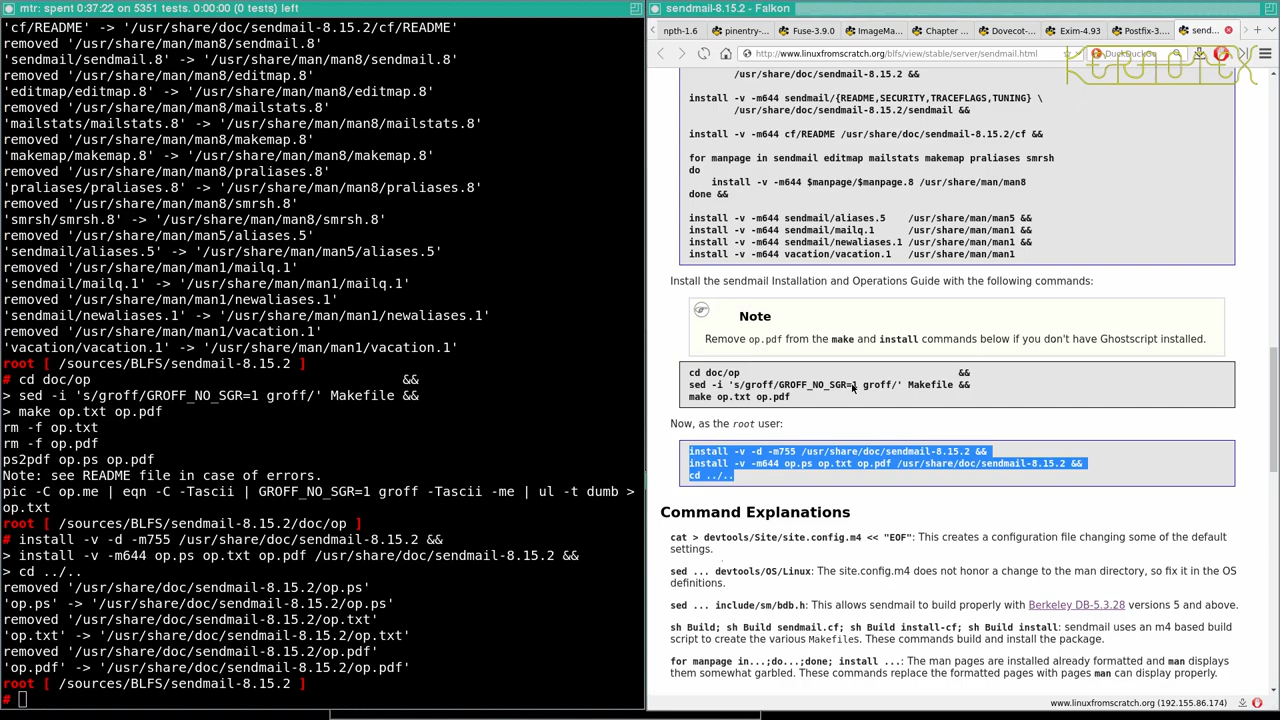 mtr: spent 0:37:22 on 5351 tests. 0:00:00 (0 tests) left
'cf/README' -> '/usr/share/doc/sendmail-8.15.2/cf/README'
removed '/usr/share/man/man8/sendmail.8'
'sendmail/sendmail.8' -> '/usr/share/man/man8/sendmail.8'
removed '/usr/share/man/man8/editmap.8'
'editmap/editmap.8' -> '/usr/share/man/man8/editmap.8'
removed '/usr/share/man/man8/mailstats.8'
'mailstats/mailstats.8' -> '/usr/share/man/man8/mailstats.8'
removed '/usr/share/man/man8/makemap.8'
'makemap/makemap.8' -> '/usr/share/man/man8/makemap.8'
removed '/usr/share/man/man8/praliases.8'
'praliases/praliases.8' -> '/usr/share/man/man8/praliases.8'
removed '/usr/share/man/man8/smrsh.8'
'smrsh/smrsh.8' -> '/usr/share/man/man8/smrsh.8'
removed '/usr/share/man/man5/aliases.5'
'sendmail/aliases.5' -> '/usr/share/man/man5/aliases.5'
removed '/usr/share/man/man1/mailq.1'
'sendmail/mailq.1' -> '/usr/share/man/man1/mailq.1'
removed '/usr/share/man/man1/newaliases.1'
'sendmail/newaliases.1' -> '/usr/share/man/man1/newaliases.1'
removed '/usr/share/man/man1/vacation.1'
'vacation/vacation.1' -> '/usr/share/man/man1/vacation.1'
root [ /sources/BLFS/sendmail-8.15.2 ]
# cd doc/op &&
> sed -i 's/groff/GROFF_NO_SGR=1 groff/' Makefile &&
> make op.txt op.pdf
rm -f op.txt
rm -f op.pdf
ps2pdf op.ps op.pdf
Note: see README file in case of errors.
pic -C op.me | eqn -C -Tascii | GROFF_NO_SGR=1 groff -Tascii -me | ul -t dumb >
op.txt
root [ /sources/BLFS/sendmail-8.15.2/doc/op ]
# install -v -d -m755 /usr/share/doc/sendmail-8.15.2 &&
> install -v -m644 op.ps op.txt op.pdf /usr/share/doc/sendmail-8.15.2 &&
> cd ../..
removed '/usr/share/doc/sendmail-8.15.2/op.ps'
'op.ps' -> '/usr/share/doc/sendmail-8.15.2/op.ps'
removed '/usr/share/doc/sendmail-8.15.2/op.txt'
'op.txt' -> '/usr/share/doc/sendmail-8.15.2/op.txt'
removed '/usr/share/doc/sendmail-8.15.2/op.pdf'
'op.pdf' -> '/usr/share/doc/sendmail-8.15.2/op.pdf'
root [ /sources/BLFS/sendmail-8.15.2 ]
#
sendmail-8.15.2 - Falkon
npth-1.6 pinentry-... Fuse-3.9.0 ImageMa... Chapter ... Dovecot-... Exim-4.93 Postfix-3.... send...
http://www.linuxfromscratch.org/blfs/view/stable/server/sendmail.html DuckDuckGo
KERNOTEX
/usr/share/doc/sendmail-8.15.2 &&
install -v -m644 sendmail/{README,SECURITY,TRACEFLAGS,TUNING} \
/usr/share/doc/sendmail-8.15.2/sendmail &&
install -v -m644 cf/README /usr/share/doc/sendmail-8.15.2/cf &&
for manpage in sendmail editmap mailstats makemap praliases smrsh
do
install -v -m644 $manpage/$manpage.8 /usr/share/man/man8
done &&
install -v -m644 sendmail/aliases.5 /usr/share/man/man5 &&
install -v -m644 sendmail/mailq.1 /usr/share/man/man1 &&
install -v -m644 sendmail/newaliases.1 /usr/share/man/man1 &&
install -v -m644 vacation/vacation.1 /usr/share/man/man1
Install the sendmail Installation and Operations Guide with the following commands:
Note
Remove op.pdf from the make and install commands below if you don't have Ghostscript installed.
cd doc/op &&
sed -i 's/groff/GROFF_NO_SGR=1 groff/' Makefile &&
make op.txt op.pdf
Now, as the root user:
install -v -d -m755 /usr/share/doc/sendmail-8.15.2 &&
install -v -m644 op.ps op.txt op.pdf /usr/share/doc/sendmail-8.15.2 &&
cd ../..
Command Explanations
cat > devtools/Site/site.config.m4 << "EOF": This creates a configuration file changing some of the default
settings.
sed ... devtools/OS/Linux: The site.config.m4 does not honor a change to the man directory, so fix it in the OS
definitions.
sed ... include/sm/bdb.h: This allows sendmail to build properly with Berkeley DB-5.3.28 versions 5 and above.
sh Build; sh Build sendmail.cf; sh Build install-cf; sh Build install: sendmail uses an m4 based build
script to create the various Makefiles. These commands build and install the package.
for manpage in...;do...;done; install ...: The man pages are installed already formatted and man displays
them somewhat garbled. These commands replace the formatted pages with pages man can display properly.
www.linuxfromscratch.org (192.155.86.174)